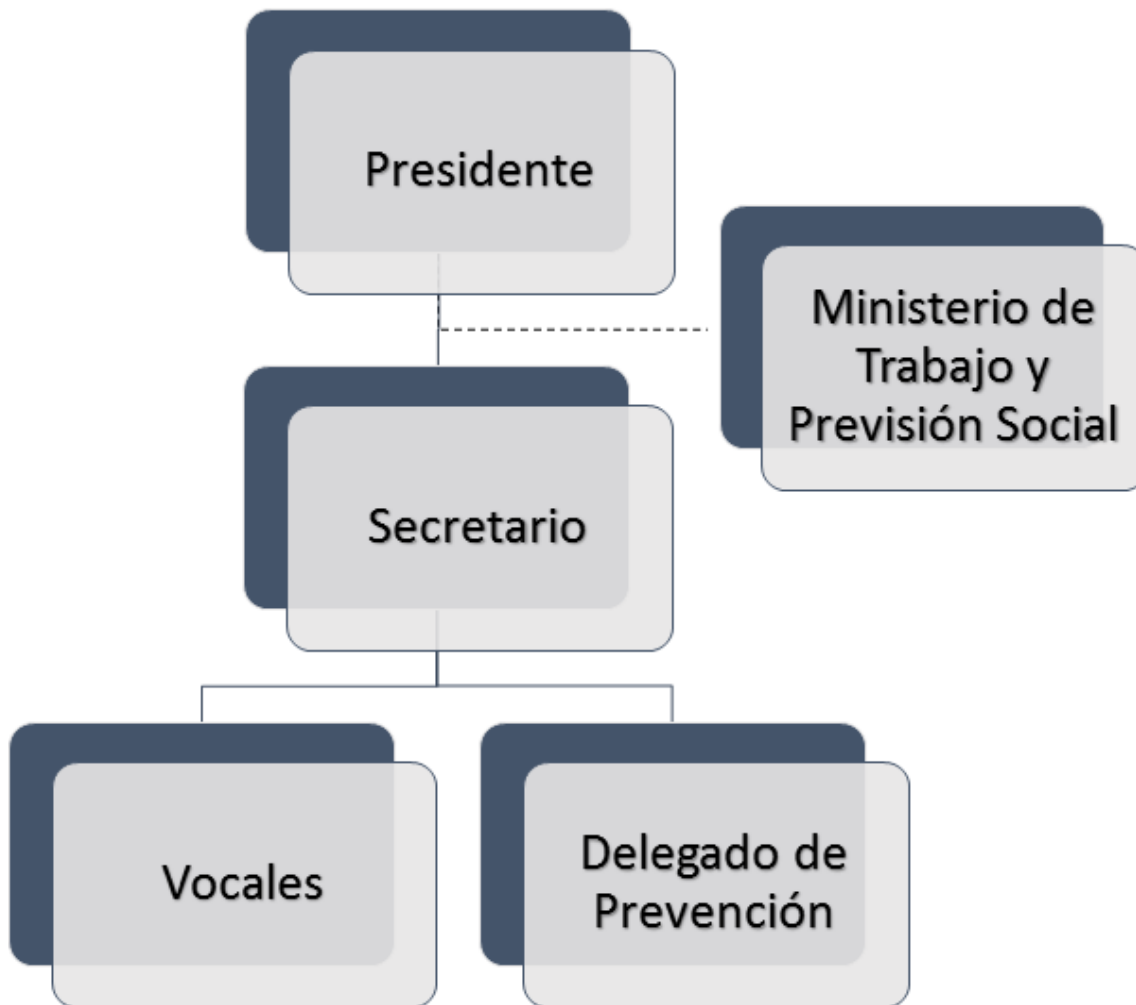 Presidente
Ministerio de
Trabajo y
Previsión Social
Secretario
Vocales
Delegado de
Prevención